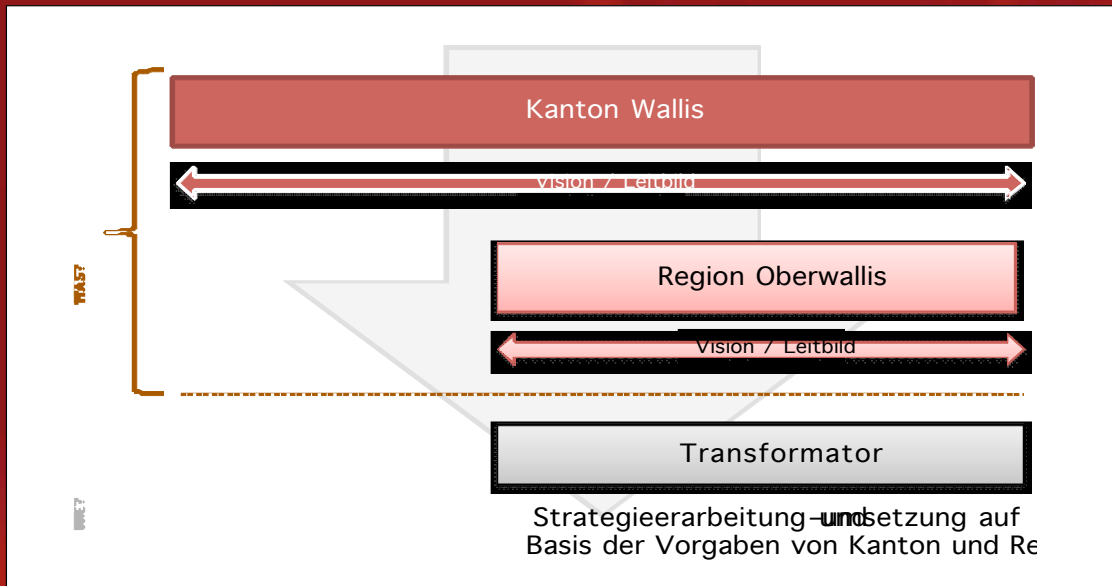 Kanton Wallis
Vision / Leitbild
WAS?
Region Oberwallis
Vision / Leitbild
Transformator
Strategieerarbeitung und -umsetzung auf
Basis der Vorgaben von Kanton und Re